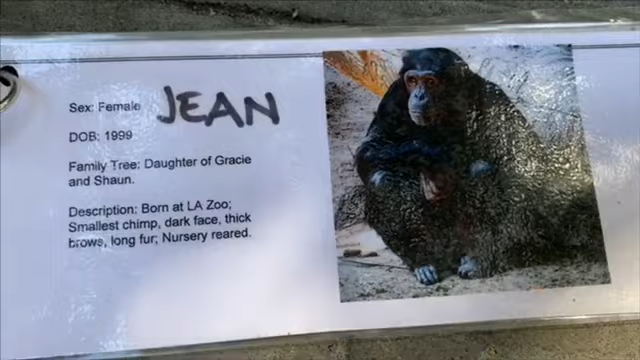 Sex: Female JEAN
DOB: 1999
Family Tree: Daughter of Gracie
and Shaun.
Description: Born at LA Zoo;
Smallest chimp, dark face, thick
brows, long fur; Nursery reared.